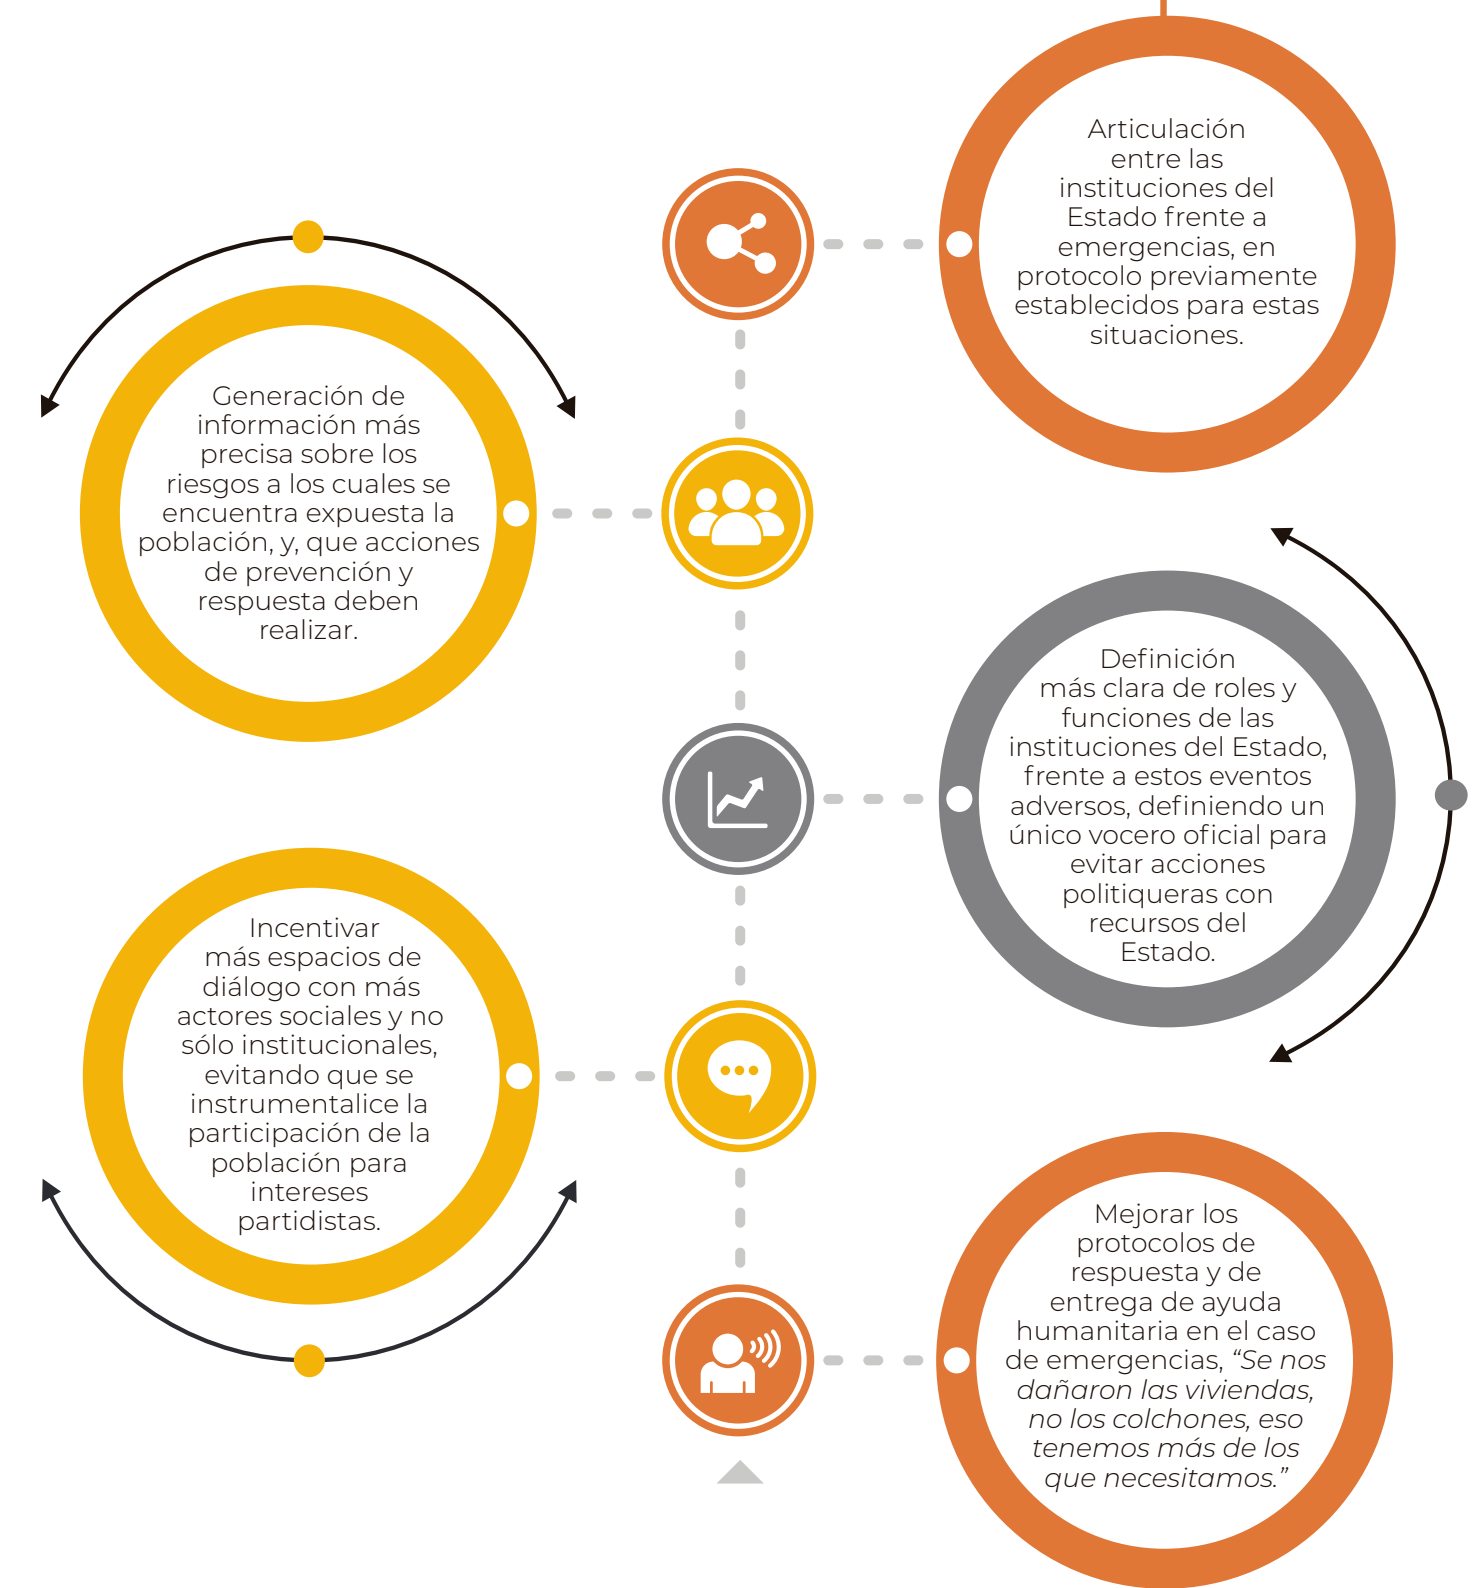 Articulación
entre las
instituciones del
Estado frente a
emergencias, en
protocolo previamente
establecidos para estas
situaciones.
Generación de
información más
precisa sobre los
riesgos a los cuales se
encuentra expuesta la
población, y, que acciones
de prevención y
respuesta deben
realizar.
Definición
más clara de roles y
funciones de las
instituciones del Estado,
frente a estos eventos
adversos, definiendo un
único vocero oficial para
evitar acciones
politiqueras con
recursos del
Estado.
Incentivar
más espacios de
diálogo con más
actores sociales y no
sólo institucionales,
evitando que se
instrumentalice la
participación de la
población para
intereses
partidistas.
Mejorar los
protocolos de
respuesta y de
entrega de ayuda
humanitaria en el caso
de emergencias, “Se nos
dañaron las viviendas,
no los colchones, eso
tenemos más de los
que necesitamos.”